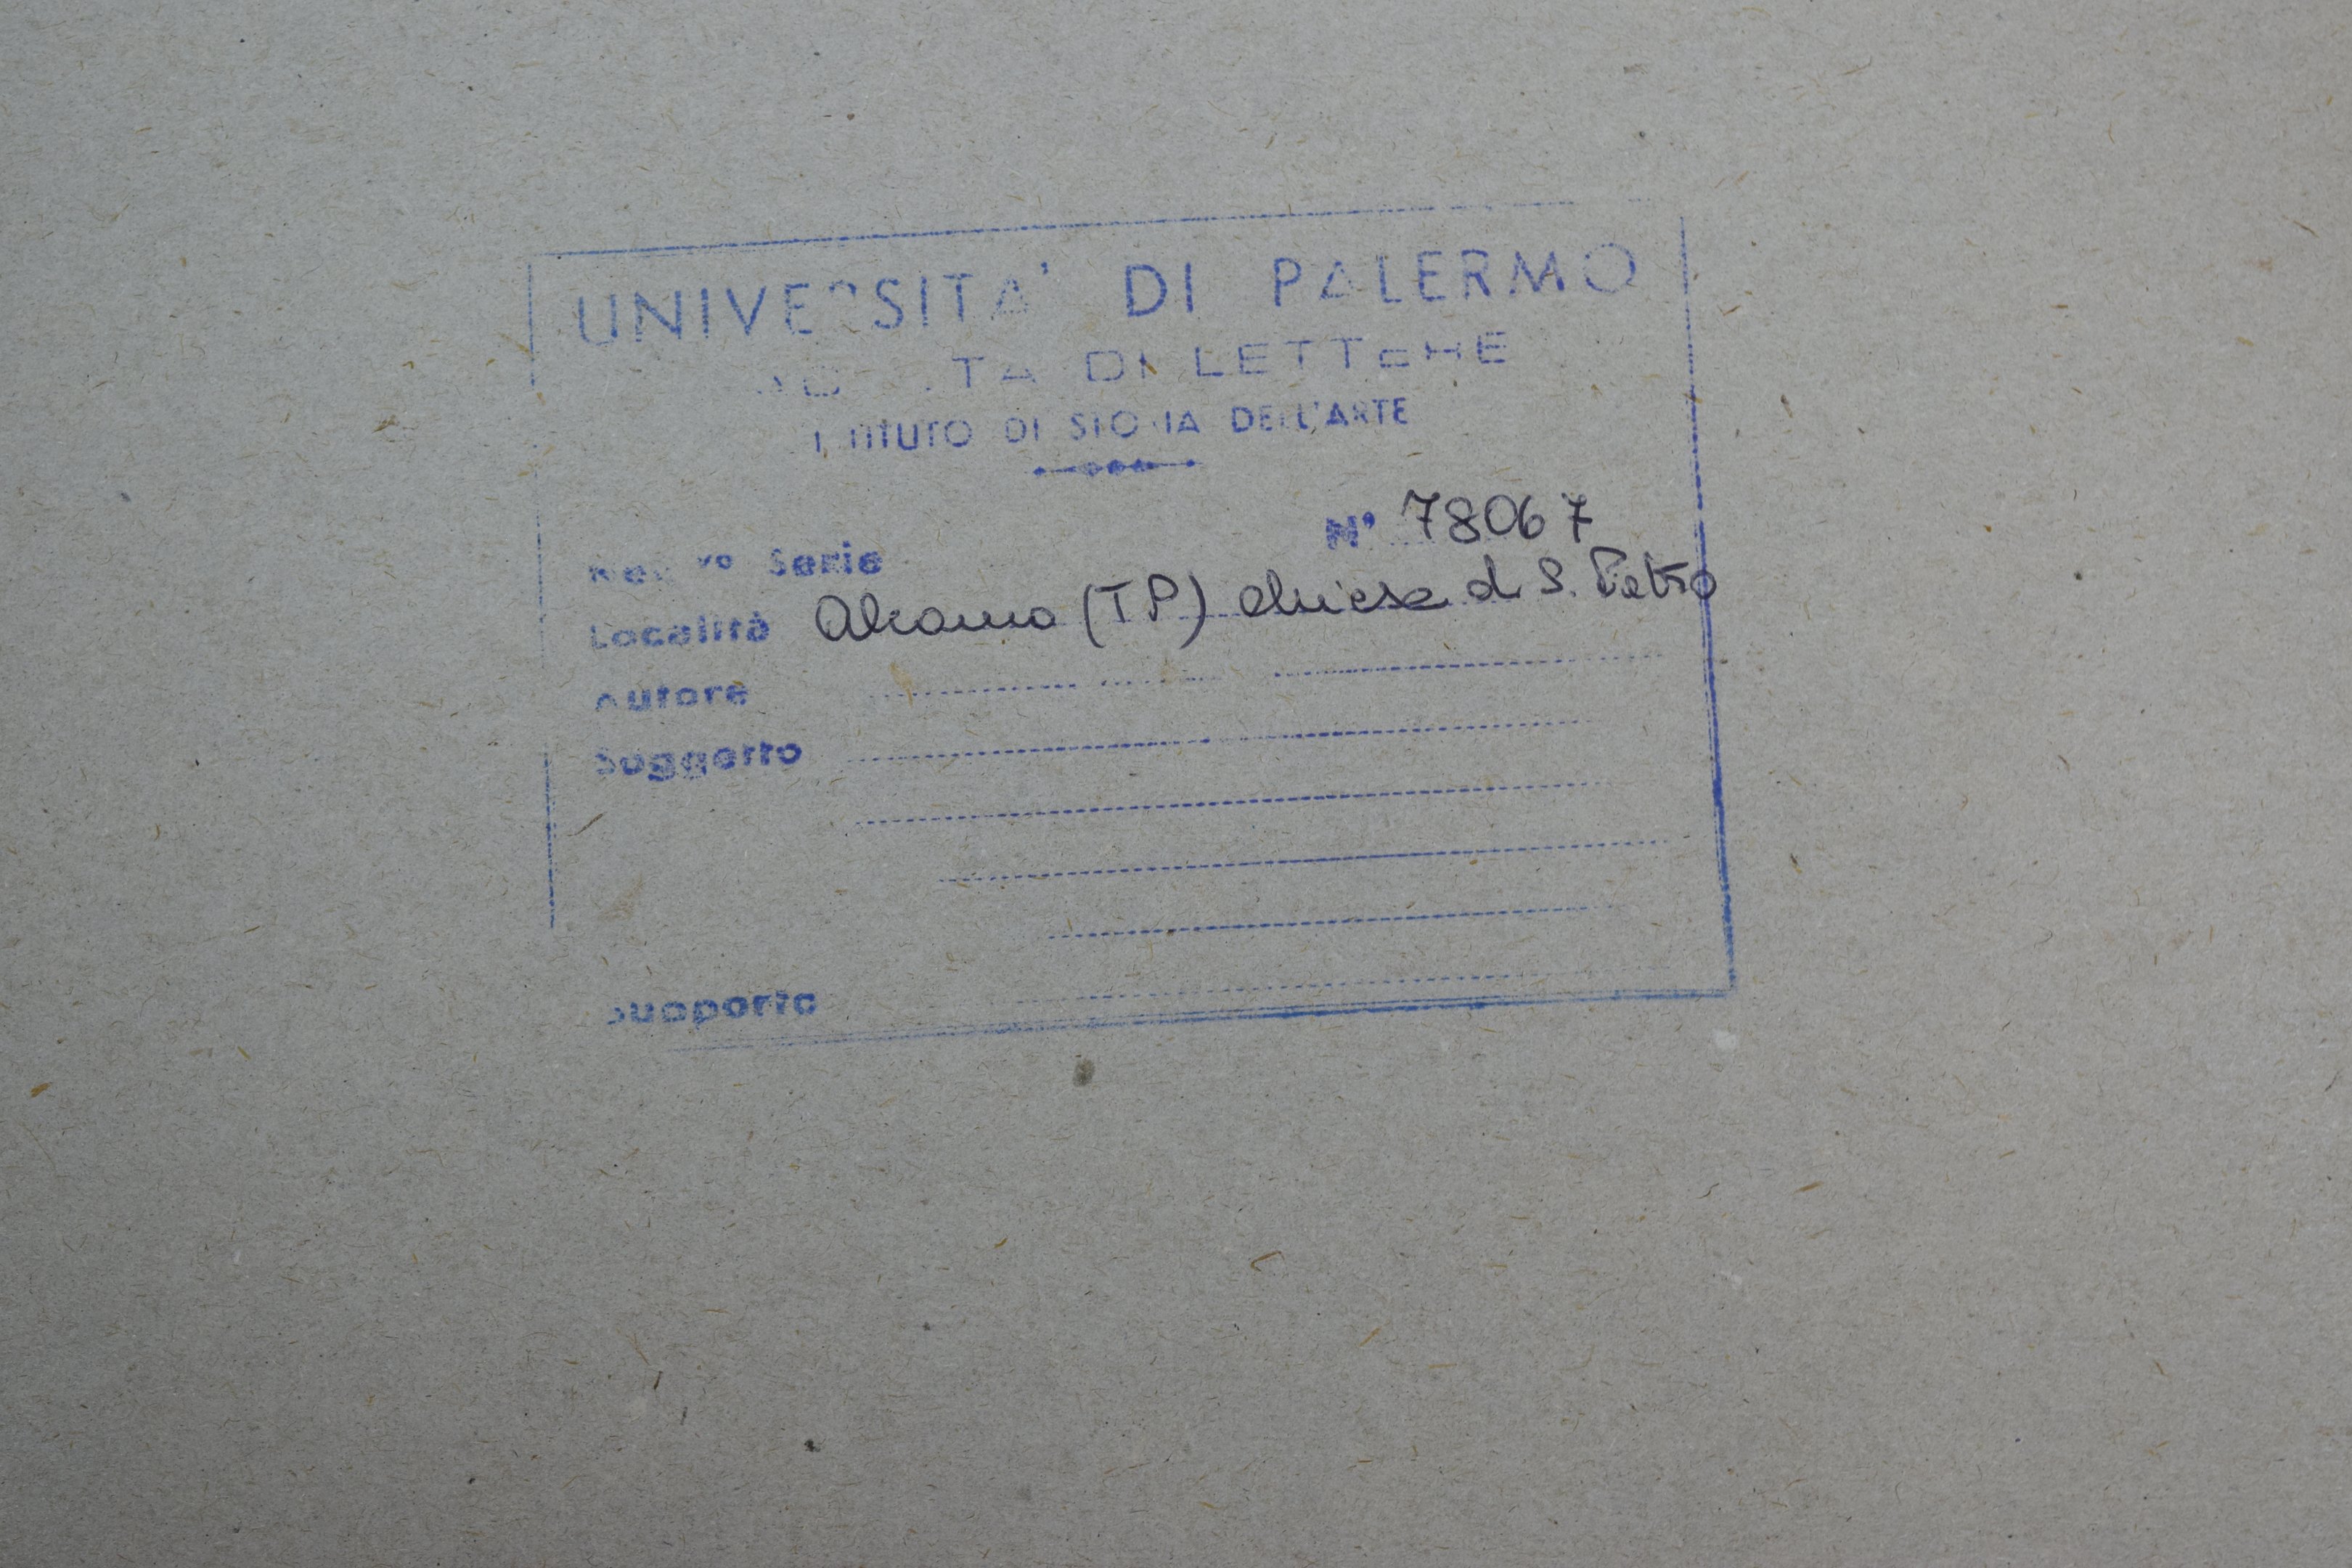 UNIVERSITA' DI PALERMO
DI LETTERE
ISTITUTO DI STORIA DELL'ARTE
Serie N° 78067
Località Alcamo (TP) chiesa di S. Pietro
Autore
Soggetto
Supporto